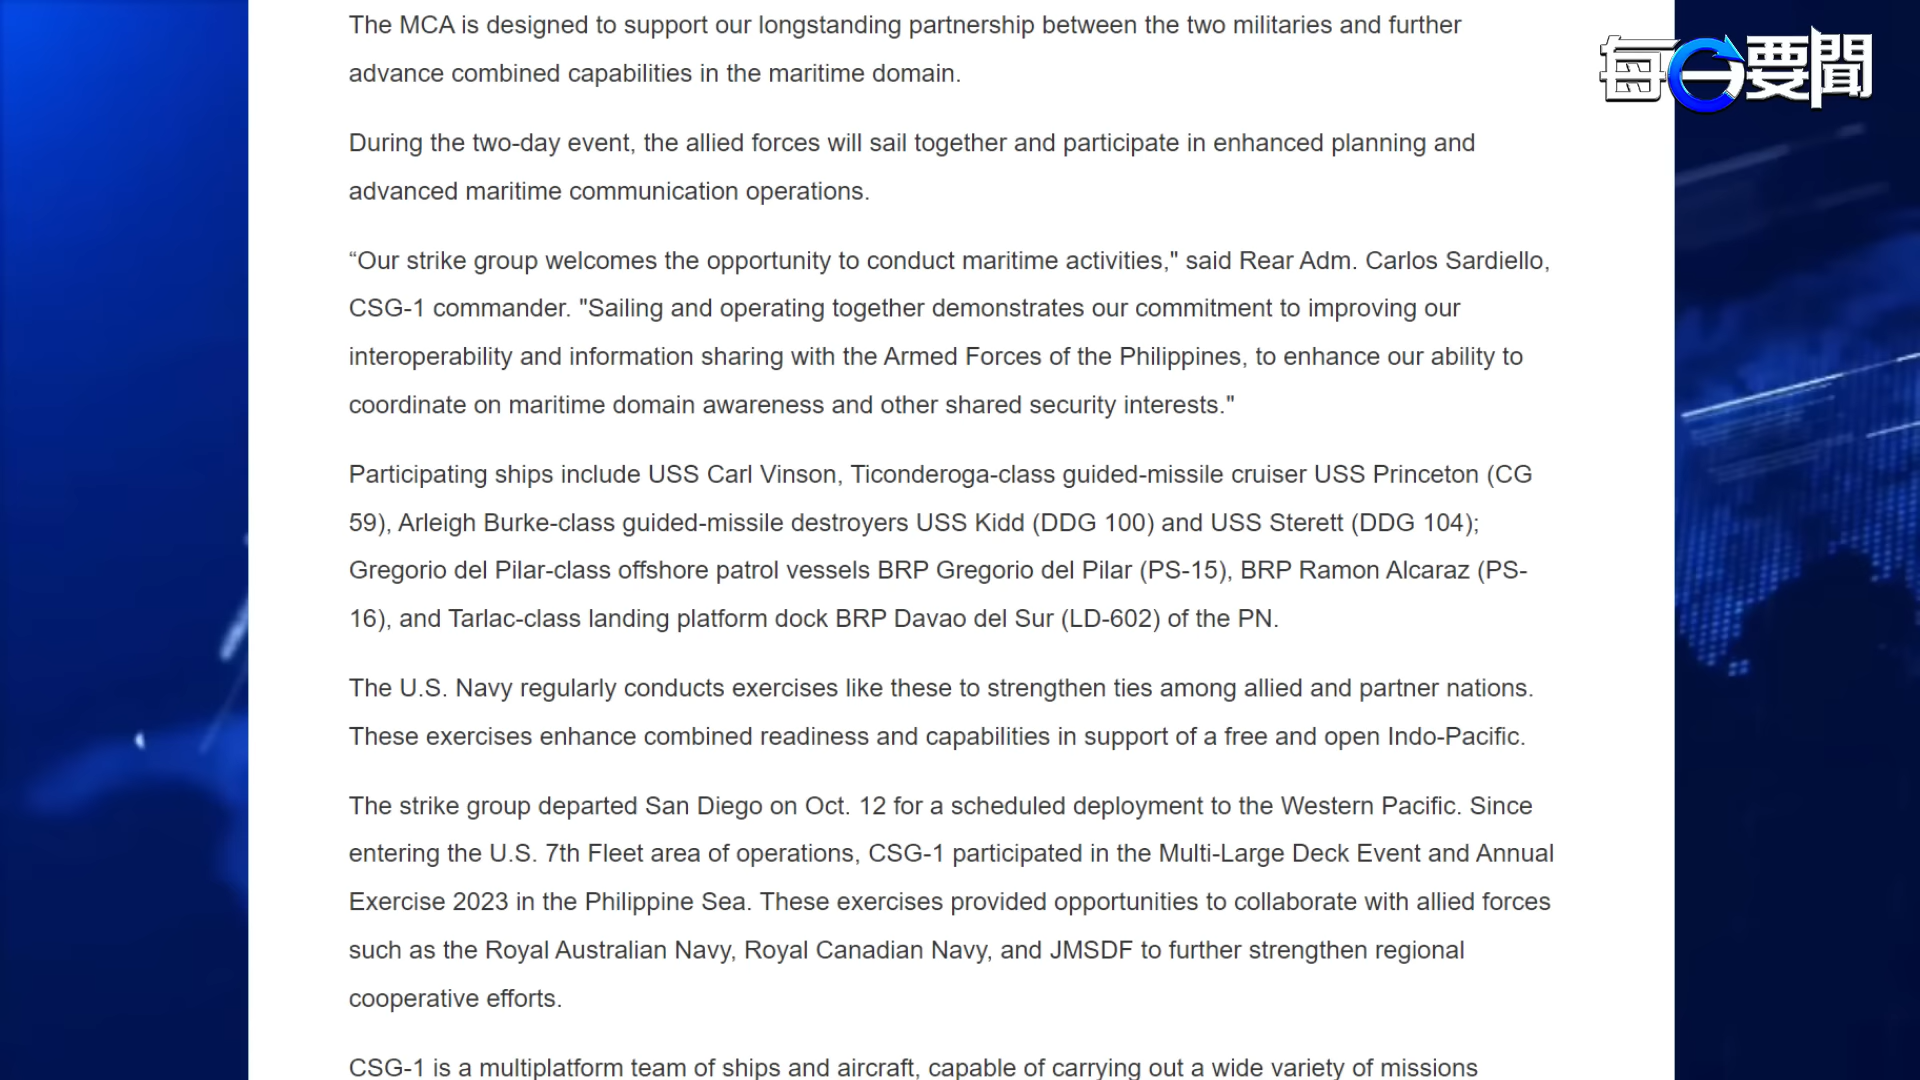 The MCA is designed to support our longstanding partnership between the two militaries and further
advance combined capabilities in the maritime domain.
During the two-day event, the allied forces will sail together and participate in enhanced planning and
advanced maritime communication operations.
“Our strike group welcomes the opportunity to conduct maritime activities," said Rear Adm. Carlos Sardiello,
CSG-1 commander. "Sailing and operating together demonstrates our commitment to improving our
interoperability and information sharing with the Armed Forces of the Philippines, to enhance our ability to
coordinate on maritime domain awareness and other shared security interests."
Participating ships include USS Carl Vinson, Ticonderoga-class guided-missile cruiser USS Princeton (CG
59), Arleigh Burke-class guided-missile destroyers USS Kidd (DDG 100) and USS Sterett (DDG 104);
Gregorio del Pilar-class offshore patrol vessels BRP Gregorio del Pilar (PS-15), BRP Ramon Alcaraz (PS-
16), and Tarlac-class landing platform dock BRP Davao del Sur (LD-602) of the PN.
The U.S. Navy regularly conducts exercises like these to strengthen ties among allied and partner nations.
These exercises enhance combined readiness and capabilities in support of a free and open Indo-Pacific.
The strike group departed San Diego on Oct. 12 for a scheduled deployment to the Western Pacific. Since
entering the U.S. 7th Fleet area of operations, CSG-1 participated in the Multi-Large Deck Event and Annual
Exercise 2023 in the Philippine Sea. These exercises provided opportunities to collaborate with allied forces
such as the Royal Australian Navy, Royal Canadian Navy, and JMSDF to further strengthen regional
cooperative efforts.
CSG-1 is a multiplatform team of ships and aircraft, capable of carrying out a wide variety of missions
每日要聞